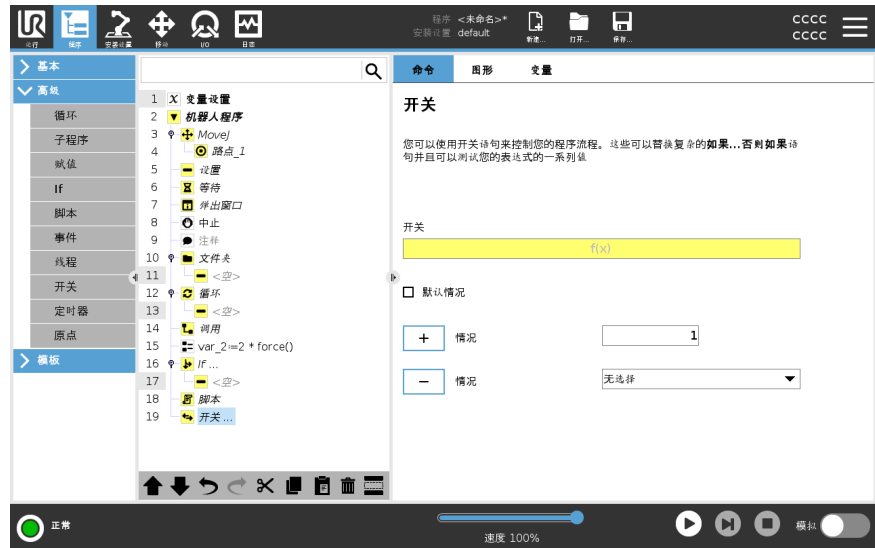 程序 <未命名>*
安装设置 default
cccc
cccc
运行
程序
安装设置
移动
I/O
日志
新建...
打开...
保存...
基本
高级
循环
子程序
赋值
If
脚本
事件
线程
开关
定时器
原点
模板
1 X 变量设置
2 机器人程序
3 MoveJ
4 路点_1
5 设置
6 等待
7 弹出窗口
8 中止
9 注释
10 文件夹
11 <空>
12 循环
13 <空>
14 调用
15 var_2≔2 * force()
16 If ...
17 <空>
18 脚本
19 开关 ...
命令 图形 变量
开关
您可以使用开关语句来控制您的程序流程。这些可以替换复杂的如果...否则如果语
句并且可以测试您的表达式的一系列值
开关
f(x)
默认情况
+ 情况 1
− 情况 无选择
正常
速度 100%
模拟